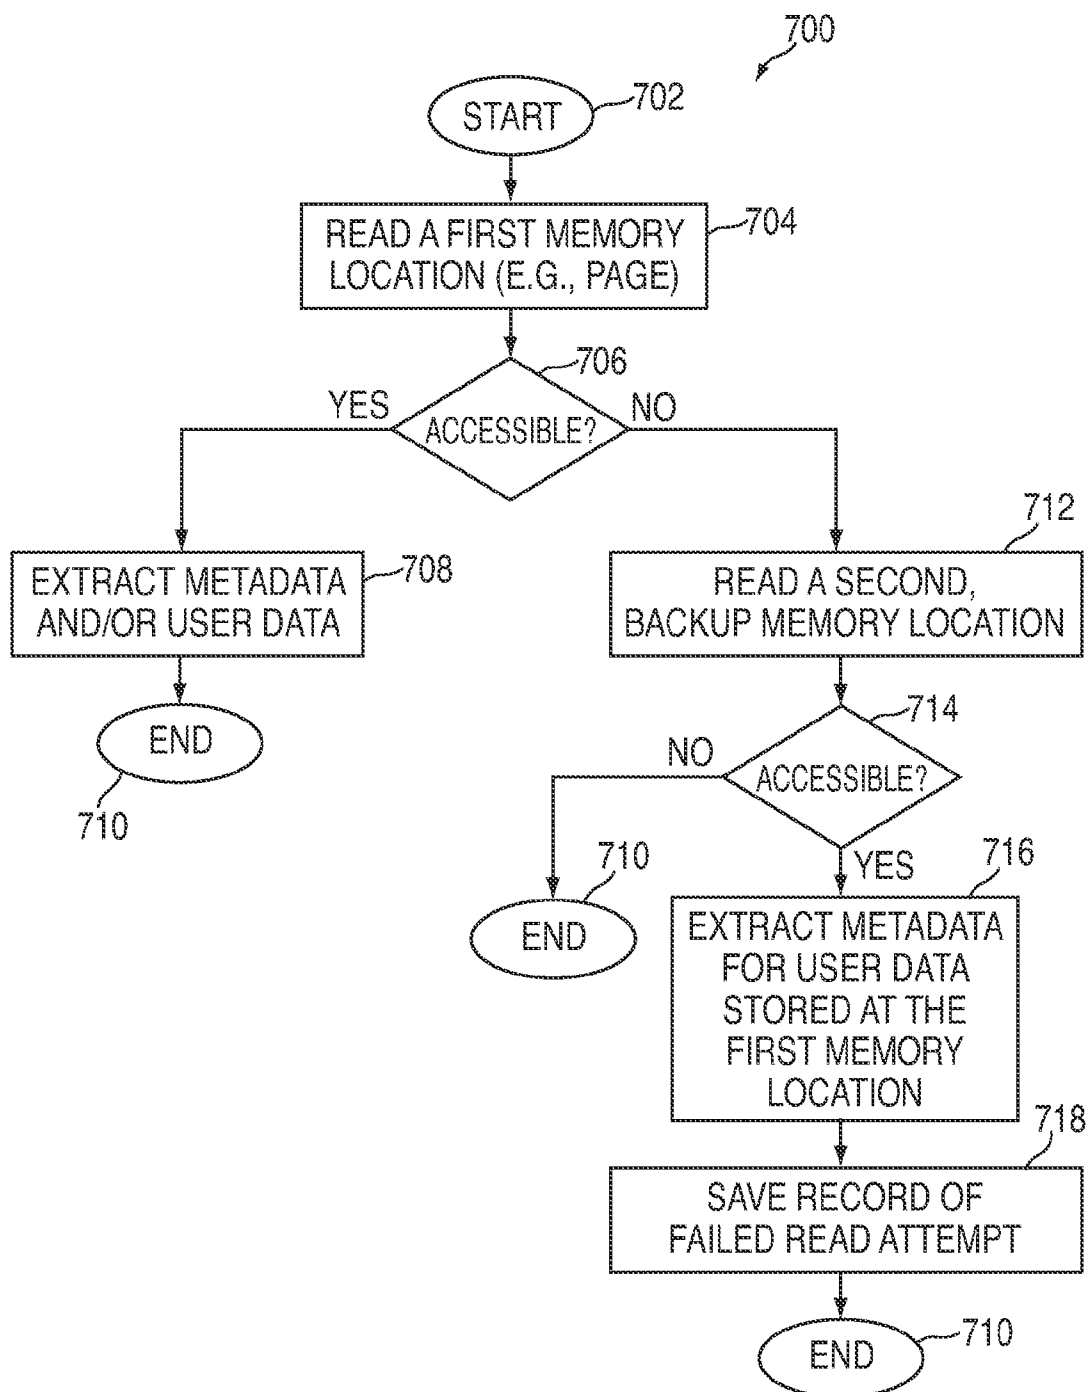 700
START
702
READ A FIRST MEMORY
LOCATION (E.G., PAGE)
704
706
YES
ACCESSIBLE?
NO
EXTRACT METADATA
AND/OR USER DATA
708
END
710
712
READ A SECOND,
BACKUP MEMORY LOCATION
714
NO
ACCESSIBLE?
710
END
YES
716
EXTRACT METADATA
FOR USER DATA
STORED AT THE
FIRST MEMORY
LOCATION
718
SAVE RECORD OF
FAILED READ ATTEMPT
END
710